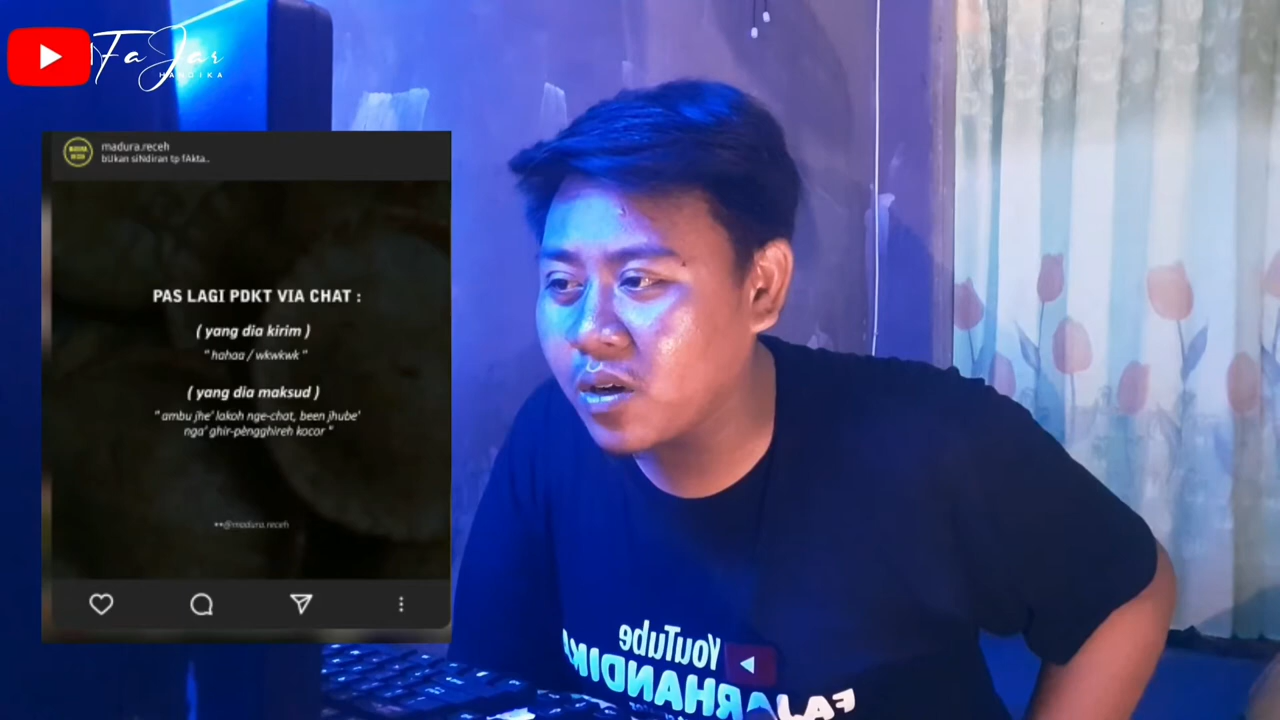 FaJar
HANDIKA
madura.receh
bUkan siNdiran tp fAkta..
PAS LAGI PDKT VIA CHAT :
( yang dia kirim )
" hahaa / wkwkwk "
( yang dia maksud )
" ambu jhe' lakoh nge-chat, been jhube'
nga' ghir-pèngghireh kocor "
**@madura.receh
YouTube
FAJARHANDIKA